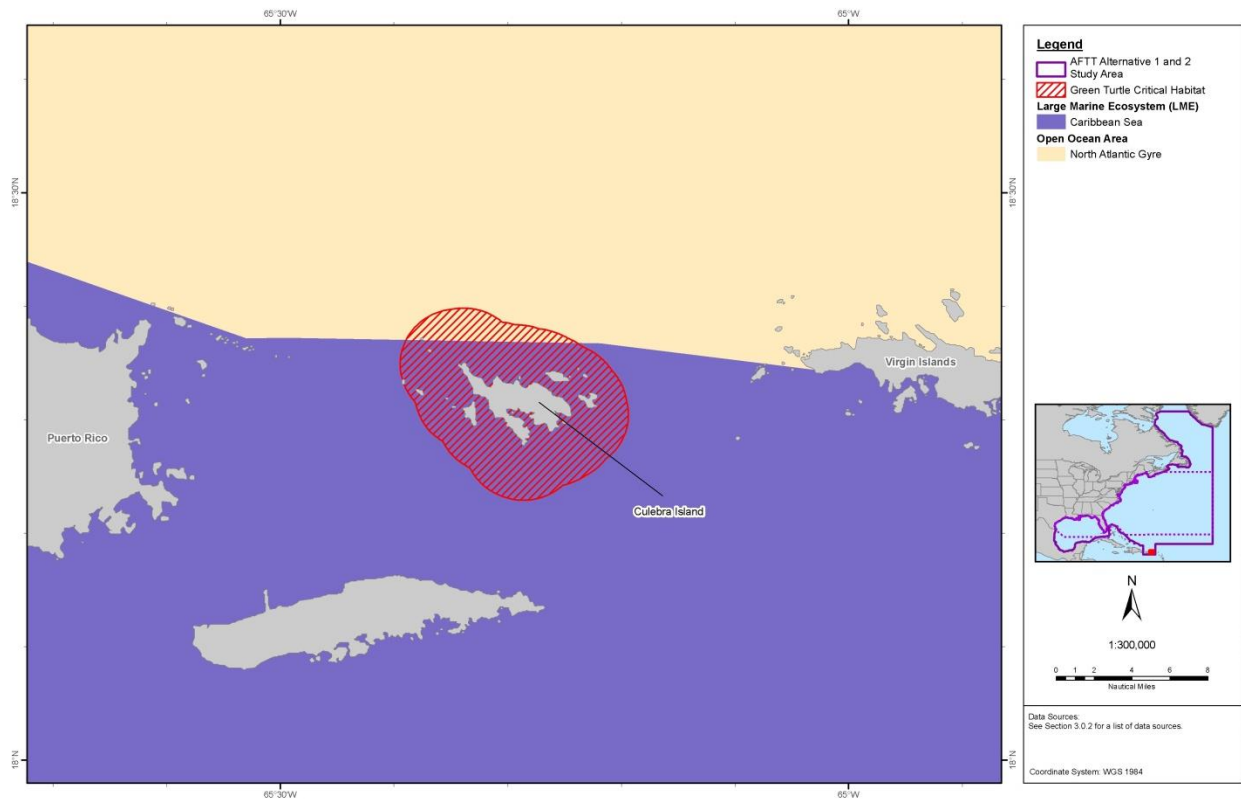 65°30'W
65°W
18°30'N
18°30'N
Puerto Rico
Virgin Islands
Culebra Island
18°N
18°N
65°30'W
65°W
Legend
AFTT Alternative 1 and 2
Study Area
Green Turtle Critical Habitat
Large Marine Ecosystem (LME)
Caribbean Sea
Open Ocean Area
North Atlantic Gyre
N
1:300,000
0 1 2 4 6 8
Nautical Miles
Data Sources:
See Section 3.0.2 for a list of data sources.
Coordinate System: WGS 1984